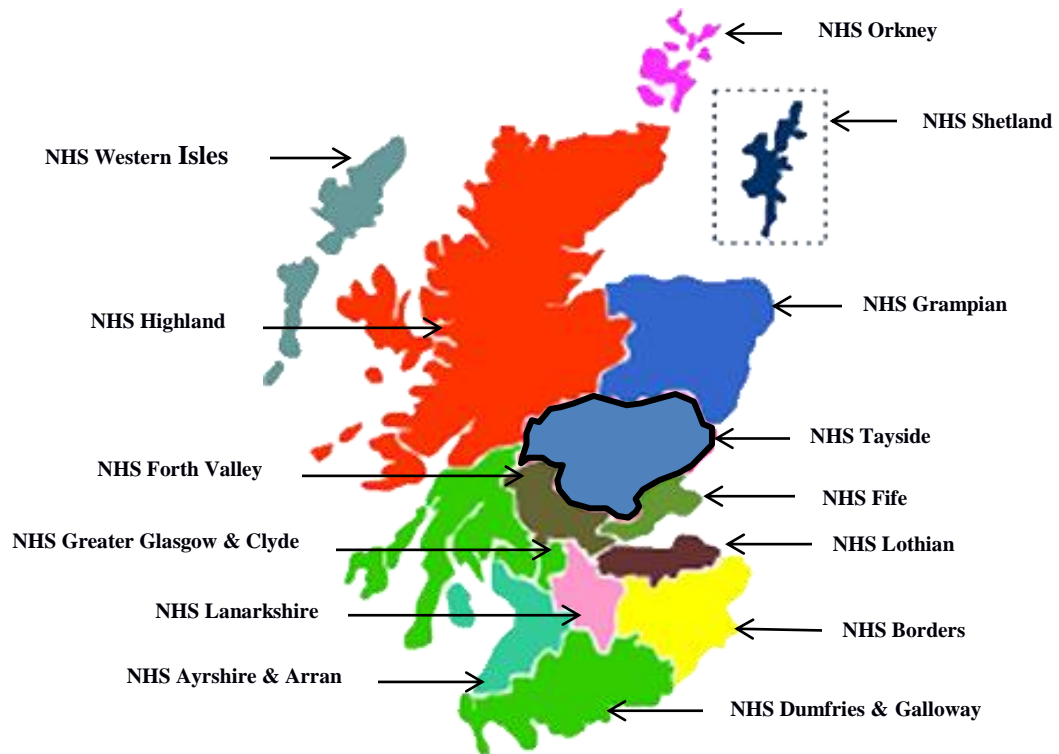 NHS Orkney
NHS Shetland
NHS Western Isles
NHS Highland
NHS Grampian
NHS Tayside
NHS Forth Valley
NHS Fife
NHS Greater Glasgow & Clyde
NHS Lothian
NHS Lanarkshire
NHS Borders
NHS Ayrshire & Arran
NHS Dumfries & Galloway